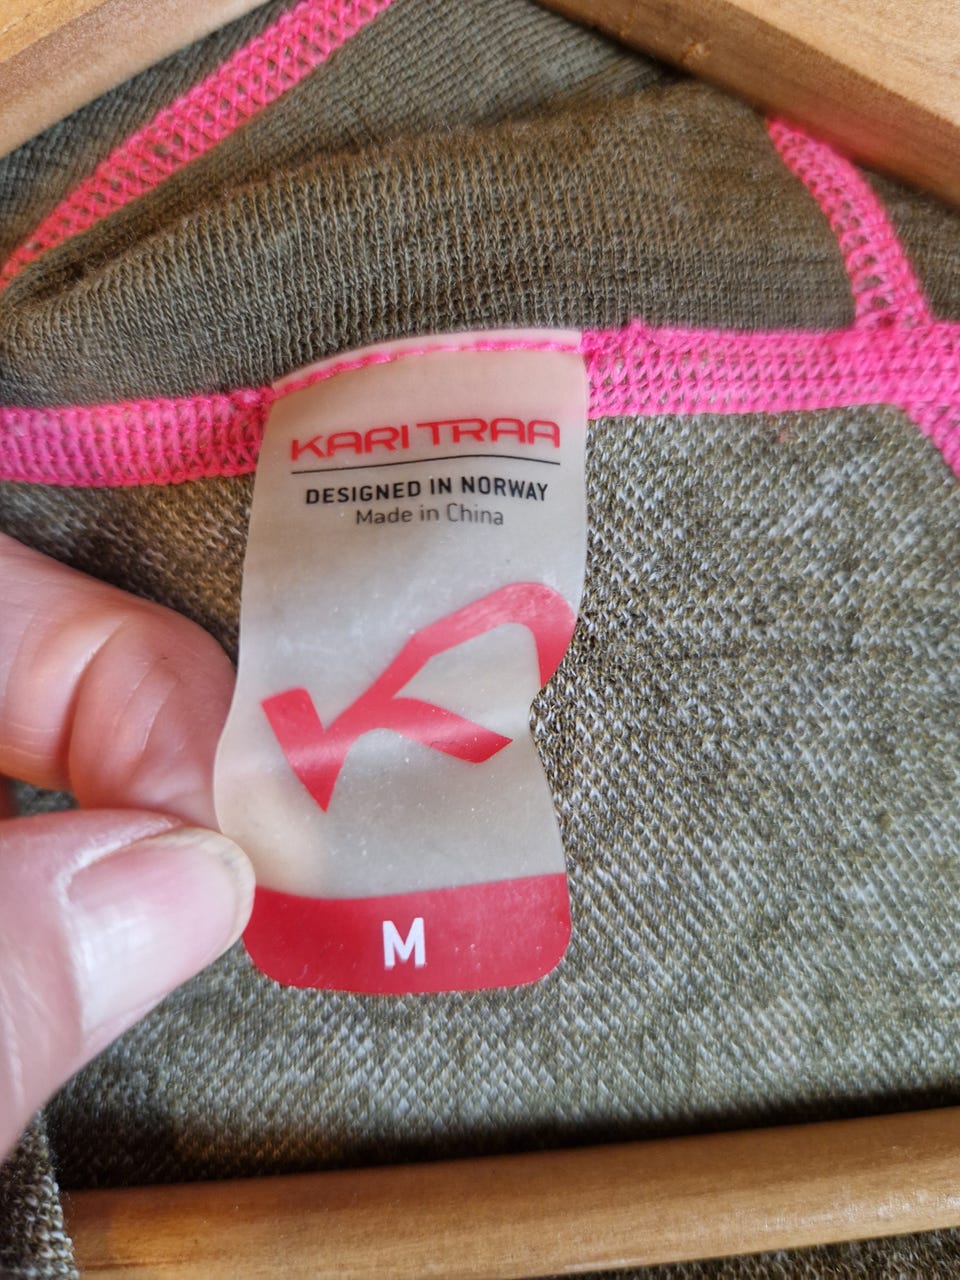 KARI TRAA
DESIGNED IN NORWAY
Made in China
M